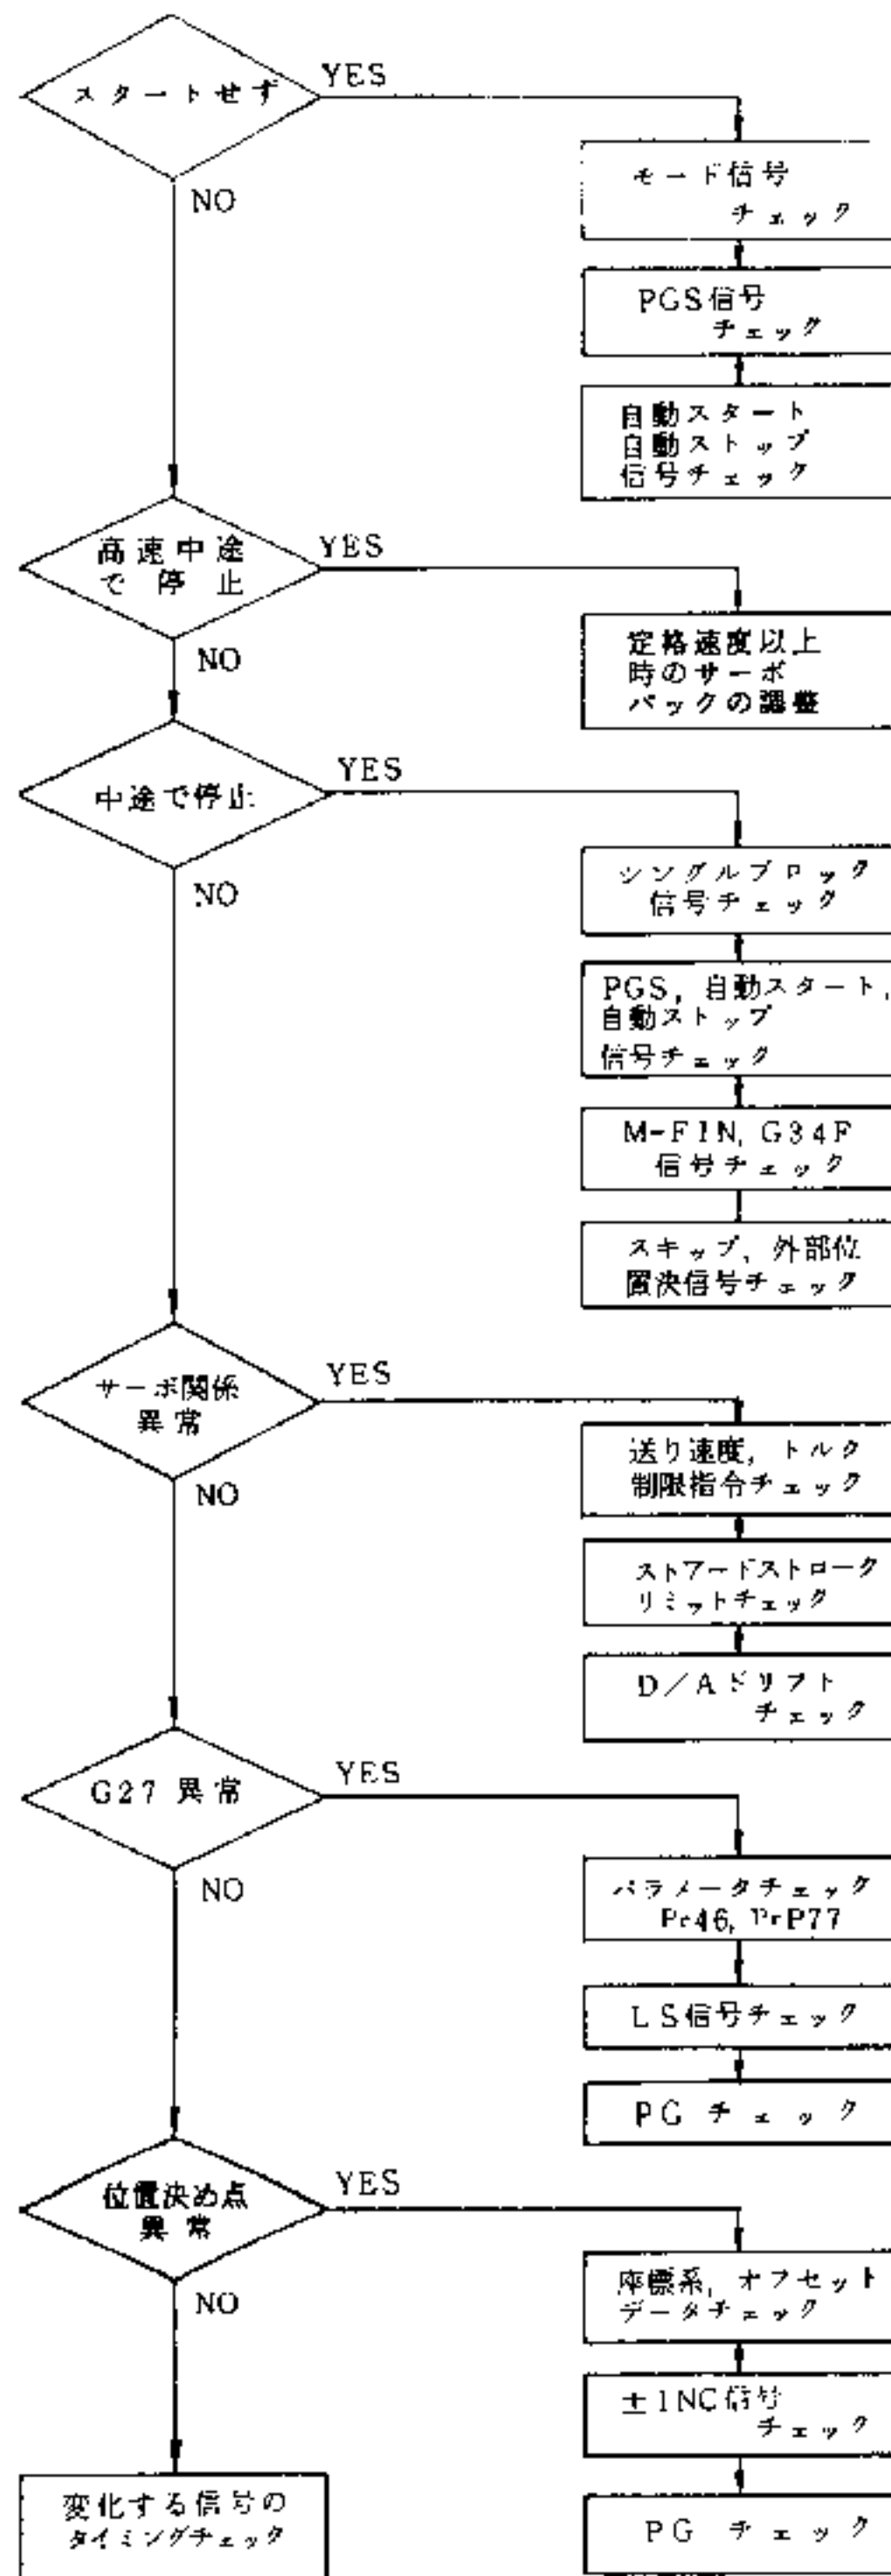 スタートせず
YES
NO
モード信号
チェック
PGS信号
チェック
自動スタート
自動ストップ
信号チェック
高速中途
で停止
YES
NO
定格速度以上
時のサーボ
パックの調整
中途で停止
YES
NO
シングルブロック
信号チェック
PGS, 自動スタート,
自動ストップ
信号チェック
M-FIN, G34F
信号チェック
スキップ、外部位
置決信号チェック
サーボ関係
異常
YES
NO
送り速度, トルク
制限指令チェック
ストアードストローク
リミットチェック
D/Aドリフト
チェック
G27 異常
YES
NO
パラメータチェック
Pr46, PrP77
LS信号チェック
PG チェック
位置決め点
異常
YES
NO
座標系, オフセット
データチェック
±INC信号
チェック
PG チェック
変化する信号の
タイミングチェック